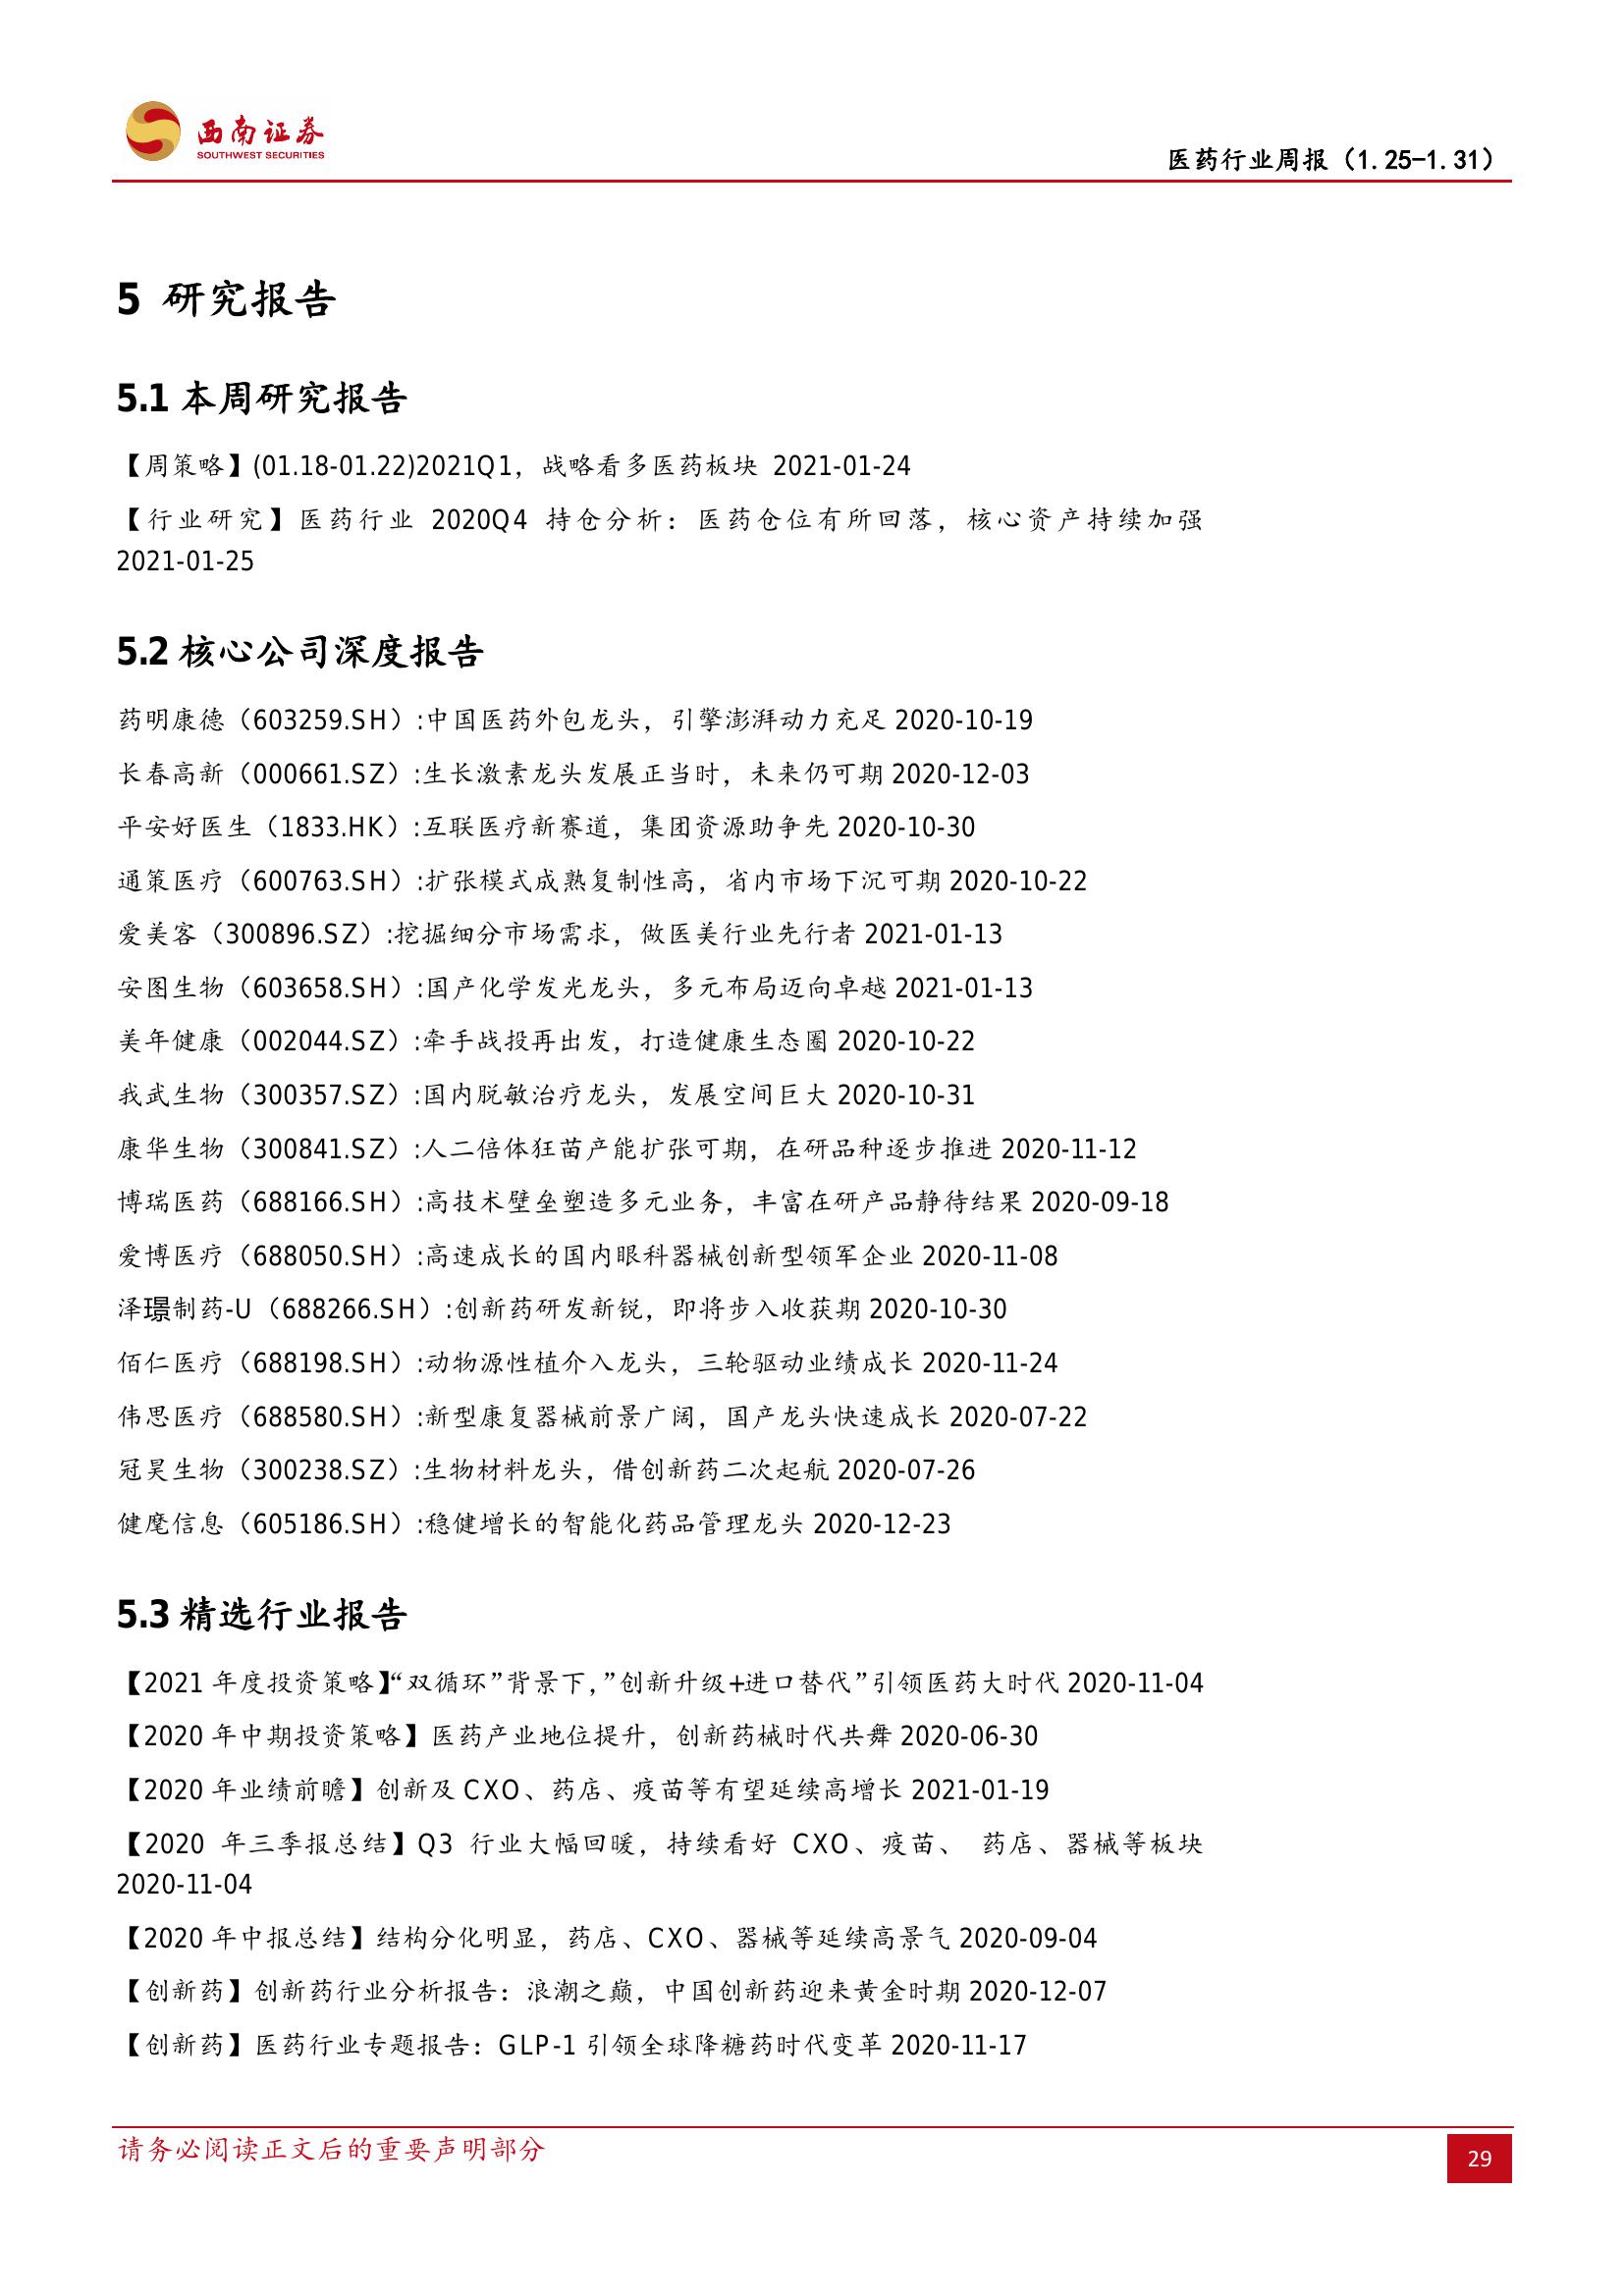 西南证券
SOUTHWEST SECURITIES
医药行业周报（1.25-1.31）
5 研究报告
5.1 本周研究报告
【周策略】(01.18-01.22)2021Q1，战略看多医药板块 2021-01-24
【行业研究】医药行业 2020Q4 持仓分析：医药仓位有所回落，核心资产持续加强
2021-01-25
5.2 核心公司深度报告
药明康德（603259.SH）:中国医药外包龙头，引擎澎湃动力充足 2020-10-19
长春高新（000661.SZ）:生长激素龙头发展正当时，未来仍可期 2020-12-03
平安好医生（1833.HK）:互联医疗新赛道，集团资源助争先 2020-10-30
通策医疗（600763.SH）:扩张模式成熟复制性高，省内市场下沉可期 2020-10-22
爱美客（300896.SZ）:挖掘细分市场需求，做医美行业先行者 2021-01-13
安图生物（603658.SH）:国产化学发光龙头，多元布局迈向卓越 2021-01-13
美年健康（002044.SZ）:牵手战投再出发，打造健康生态圈 2020-10-22
我武生物（300357.SZ）:国内脱敏治疗龙头，发展空间巨大 2020-10-31
康华生物（300841.SZ）:人二倍体狂苗产能扩张可期，在研品种逐步推进 2020-11-12
博瑞医药（688166.SH）:高技术壁垒塑造多元业务，丰富在研产品静待结果 2020-09-18
爱博医疗（688050.SH）:高速成长的国内眼科器械创新型领军企业 2020-11-08
泽璟制药-U（688266.SH）:创新药研发新锐，即将步入收获期 2020-10-30
佰仁医疗（688198.SH）:动物源性植介入龙头，三轮驱动业绩成长 2020-11-24
伟思医疗（688580.SH）:新型康复器械前景广阔，国产龙头快速成长 2020-07-22
冠昊生物（300238.SZ）:生物材料龙头，借创新药二次起航 2020-07-26
健麾信息（605186.SH）:稳健增长的智能化药品管理龙头 2020-12-23
5.3 精选行业报告
【2021 年度投资策略】“双循环”背景下，”创新升级+进口替代”引领医药大时代 2020-11-04
【2020 年中期投资策略】医药产业地位提升，创新药械时代共舞 2020-06-30
【2020 年业绩前瞻】创新及 CXO、药店、疫苗等有望延续高增长 2021-01-19
【2020 年三季报总结】Q3 行业大幅回暖，持续看好 CXO、疫苗、 药店、器械等板块
2020-11-04
【2020 年中报总结】结构分化明显，药店、CXO、器械等延续高景气 2020-09-04
【创新药】创新药行业分析报告：浪潮之巅，中国创新药迎来黄金时期 2020-12-07
【创新药】医药行业专题报告：GLP-1 引领全球降糖药时代变革 2020-11-17
请务必阅读正文后的重要声明部分
29